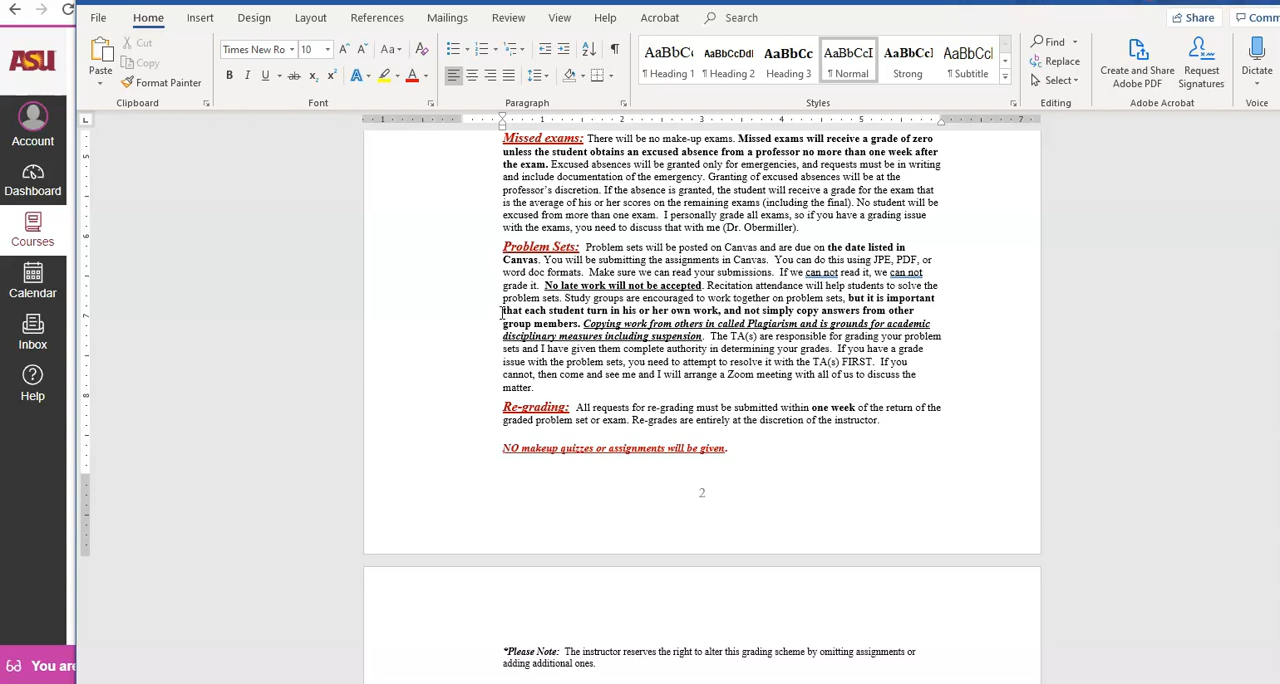 File Home Insert Design Layout References Mailings Review View Help Acrobat Search Share Comm
ASU
Account
Dashboard
Courses
Calendar
Inbox
Help
You are
Paste
Cut
Copy
Format Painter
Clipboard
Times New Ro 10
Font
Paragraph
AaBbC AaBbCcDdI AaBbCc AaBbCcI AaBbCcI AaBbCcI
¶ Heading 1 ¶ Heading 2 Heading 3 ¶ Normal Strong ¶ Subtitle
Styles
Find
Replace
Select
Editing
Create and Share
Adobe PDF
Request
Signatures
Adobe Acrobat
Dictate
Voice
Missed exams: There will be no make-up exams. Missed exams will receive a grade of zero
unless the student obtains an excused absence from a professor no more than one week after
the exam. Excused absences will be granted only for emergencies, and requests must be in writing
and include documentation of the emergency. Granting of excused absences will be at the
professor's discretion. If the absence is granted, the student will receive a grade for the exam that
is the average of his or her scores on the remaining exams (including the final). No student will be
excused from more than one exam. I personally grade all exams, so if you have a grading issue
with the exams, you need to discuss that with me (Dr. Obermiller).
Problem Sets: Problem sets will be posted on Canvas and are due on the date listed in
Canvas. You will be submitting the assignments in Canvas. You can do this using JPE, PDF, or
word doc formats. Make sure we can read your submissions. If we can not read it, we can not
grade it. No late work will not be accepted. Recitation attendance will help students to solve the
problem sets. Study groups are encouraged to work together on problem sets, but it is important
that each student turn in his or her own work, and not simply copy answers from other
group members. Copying work from others in called Plagiarism and is grounds for academic
disciplinary measures including suspension. The TA(s) are responsible for grading your problem
sets and I have given them complete authority in determining your grades. If you have a grade
issue with the problem sets, you need to attempt to resolve it with the TA(s) FIRST. If you
cannot, then come and see me and I will arrange a Zoom meeting with all of us to discuss the
matter.
Re-grading: All requests for re-grading must be submitted within one week of the return of the
graded problem set or exam. Re-grades are entirely at the discretion of the instructor.
NO makeup quizzes or assignments will be given.
2
*Please Note: The instructor reserves the right to alter this grading scheme by omitting assignments or
adding additional ones.